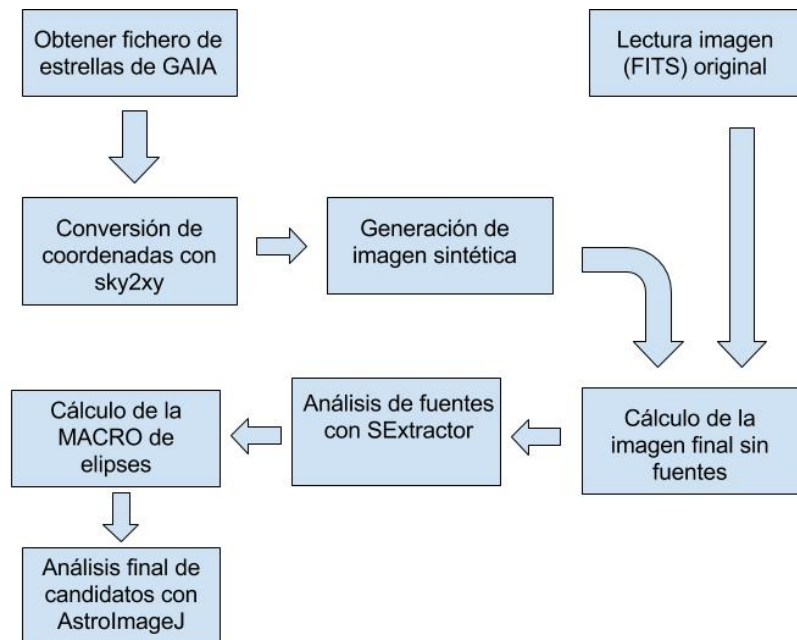 Obtener fichero de
estrellas de GAIA
Lectura imagen
(FITS) original
Conversión de
coordenadas con
sky2xy
Generación de
imagen sintética
Cálculo de la
MACRO de
elipses
Análisis de fuentes
con SExtractor
Cálculo de la
imagen final sin
fuentes
Análisis final de
candidatos con
AstroImageJ